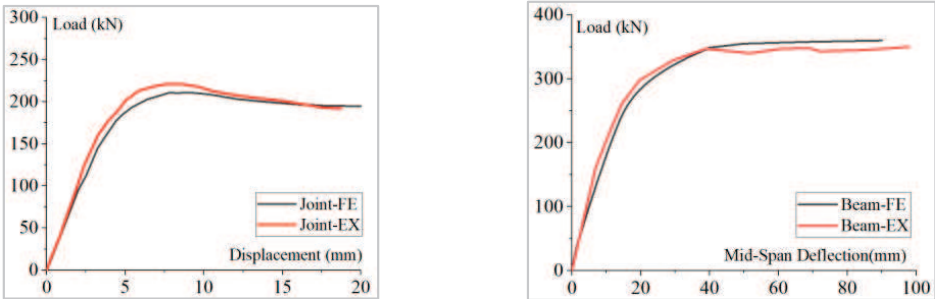 Load (kN)
300
250
200
150
100
50
0
Joint-FE
Joint-EX
Displacement (mm)
0 5 10 15 20
Load (kN)
400
300
200
100
0
Beam-FE
Beam-EX
Mid-Span Deflection(mm)
0 20 40 60 80 100